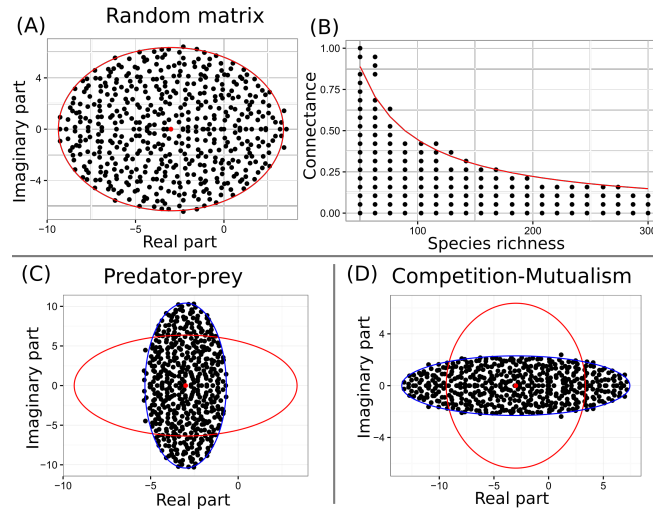 (A) Random matrix
Imaginary part
4
0
−4
−10
−5
0
Real part
(B)
Connectance
1.00
0.75
0.50
0.25
0.00
100
200
300
Species richness
(C) Predator-prey
Imaginary part
10
5
0
−5
−10
−10
−5
0
Real part
(D) Competition-Mutualism
Imaginary part
4
0
−4
−10
−5
0
5
Real part